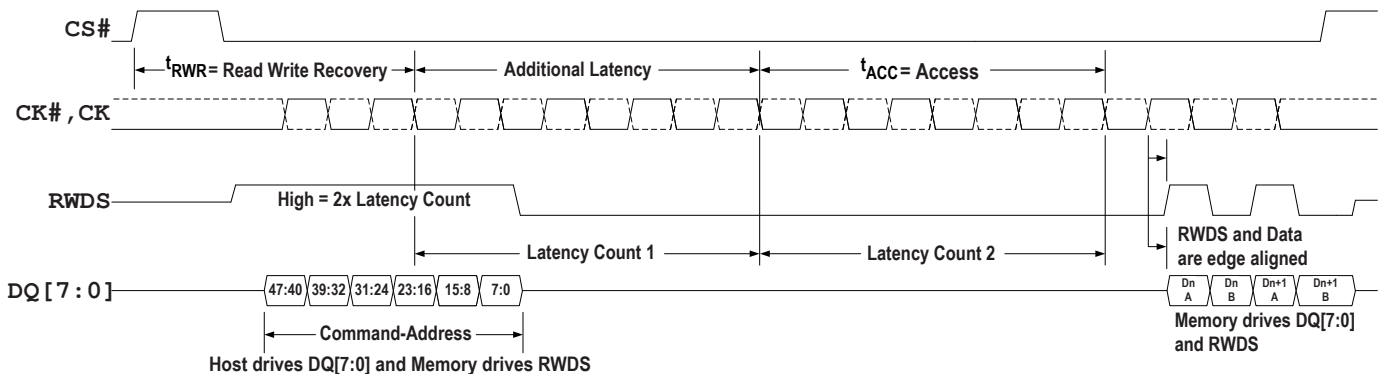 CS#
tRWR= Read Write Recovery
Additional Latency
tACC= Access
CK#,CK
RWDS
High = 2x Latency Count
Latency Count 1
Latency Count 2
RWDS and Data
are edge aligned
DQ[7:0]
47:40 39:32 31:24 23:16 15:8 7:0
Dn A
Dn B
Dn+1 A
Dn+1 B
Command-Address
Host drives DQ[7:0] and Memory drives RWDS
Memory drives DQ[7:0]
and RWDS